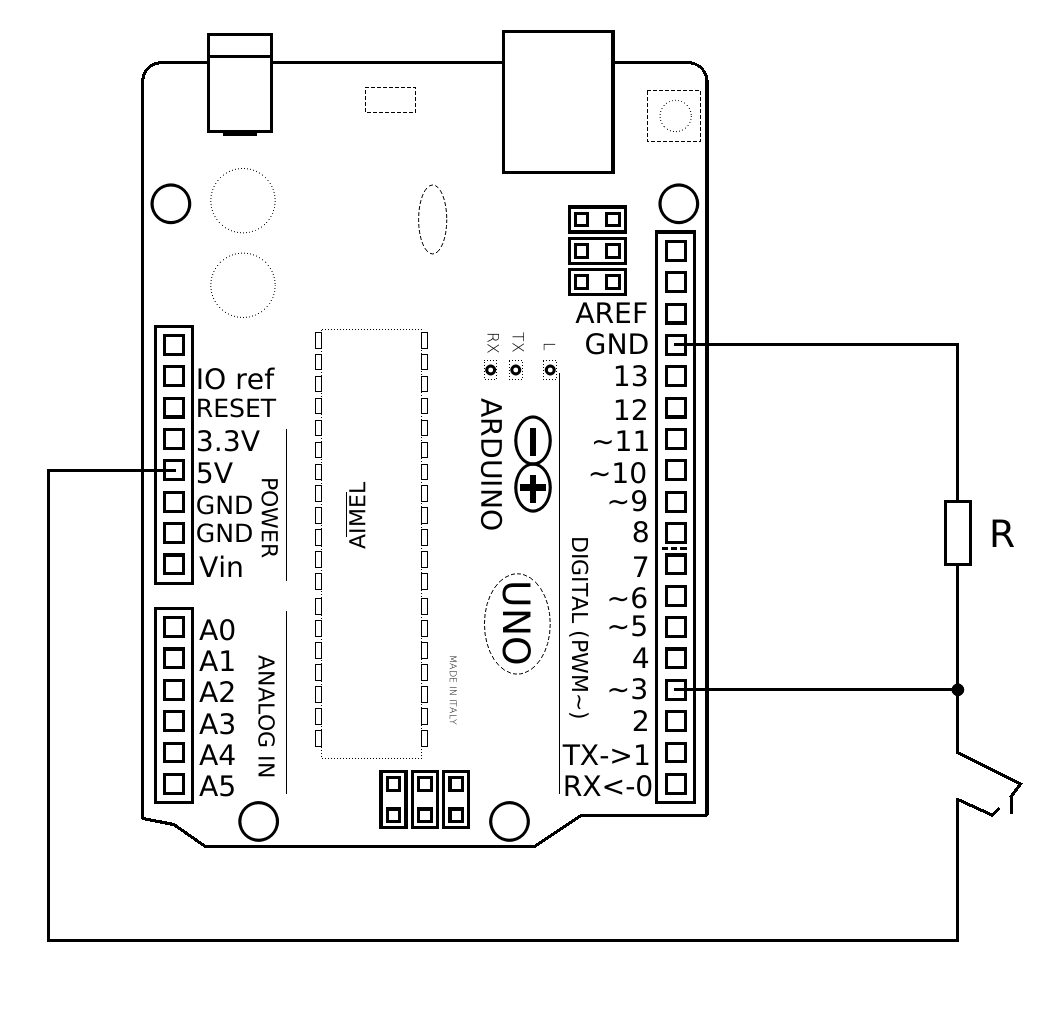 IO ref
RESET
3.3V
5V
GND
GND
Vin
POWER
A0
A1
A2
A3
A4
A5
ANALOG IN
AIMEL
MADE IN ITALY
RX
TX
L
ARDUINO
UNO
AREF
GND
13
12
~11
~10
~9
8
7
~6
~5
4
~3
2
TX->1
RX<-0
DIGITAL (PWM~)
R